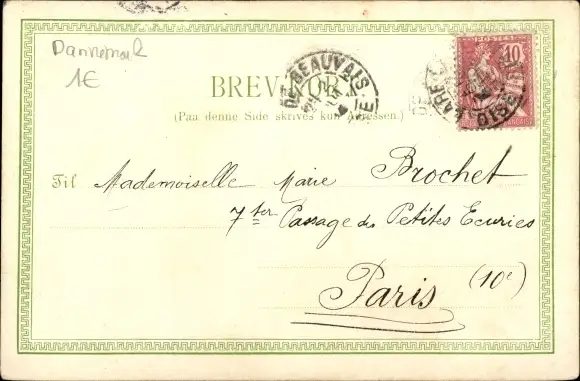 Dannemark
1€
BREVKORT
(Paa denne Side skrives kun Adressen.)
BEAUVAIS
OISE
10
Til Mademoiselle Marie Brochet
7 ter Passage des Petites Ecuries
Paris (10e)